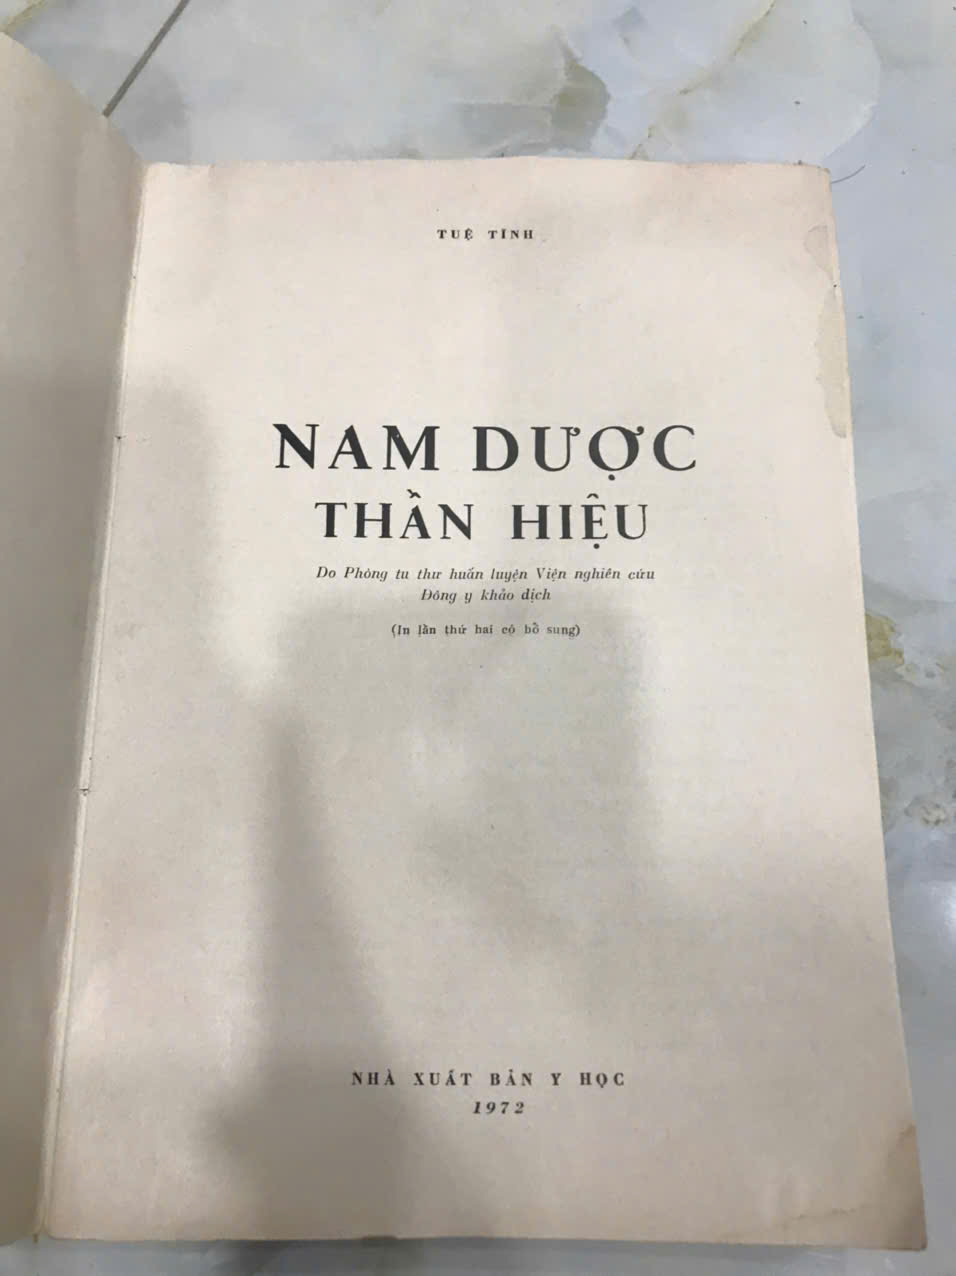 TUỆ TĨNH
NAM DƯỢC
THẦN HIỆU
Do Phòng tu thư huấn luyện Viện nghiên cứu
Đông y khảo dịch
(In lần thứ hai có bổ sung)
NHÀ XUẤT BẢN Y HỌC
1972